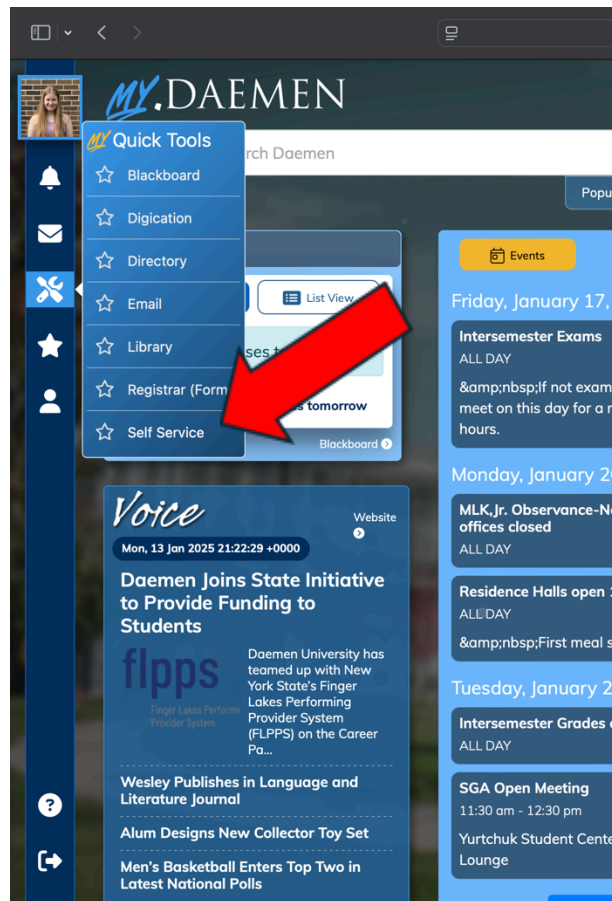 MY.DAEMEN
MY Quick Tools
rch Daemen
Blackboard
Popu
Digication
Directory
Events
Email
List View
Friday, January 17,
Library
ses t
Intersemester Exams
ALL DAY
Registrar (Form
&amp;nbsp;If not exam
s tomorrow
meet on this day for a
hours.
Self Service
Blackboard
Monday, January 2
Voice
Website
MLK,Jr. Observance-N
offices closed
ALL DAY
Mon, 13 Jan 2025 21:22:29 +0000
Daemen Joins State Initiative
to Provide Funding to
Students
Residence Halls open
ALL DAY
&amp;nbsp;First meal s
flpps
Finger Lakes Performi
Provider System
Daemen University has
teamed up with New
York State's Finger
Lakes Performing
Provider System
(FLPPS) on the Career
Pa...
Tuesday, January 2
Intersemester Grades
ALL DAY
Wesley Publishes in Language and
Literature Journal
SGA Open Meeting
11:30 am - 12:30 pm
Yurtchuk Student Cente
Lounge
Alum Designs New Collector Toy Set
Men's Basketball Enters Top Two in
Latest National Polls